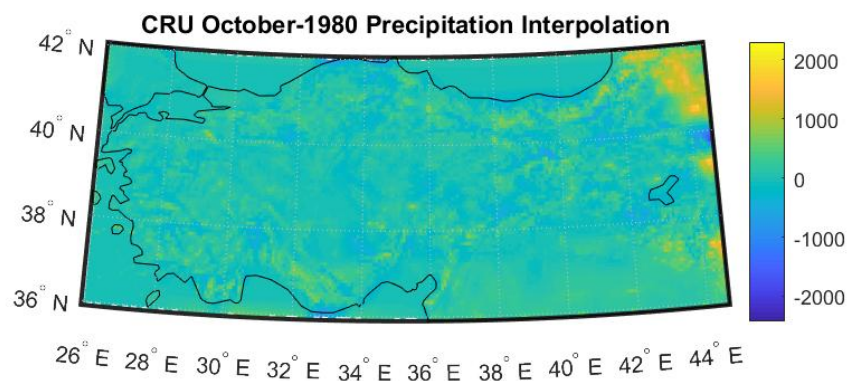 CRU October-1980 Precipitation Interpolation
42° N
40° N
38° N
36° N
26° E 28° E 30° E 32° E 34° E 36° E 38° E 40° E 42° E 44° E
2000
1000
0
-1000
-2000